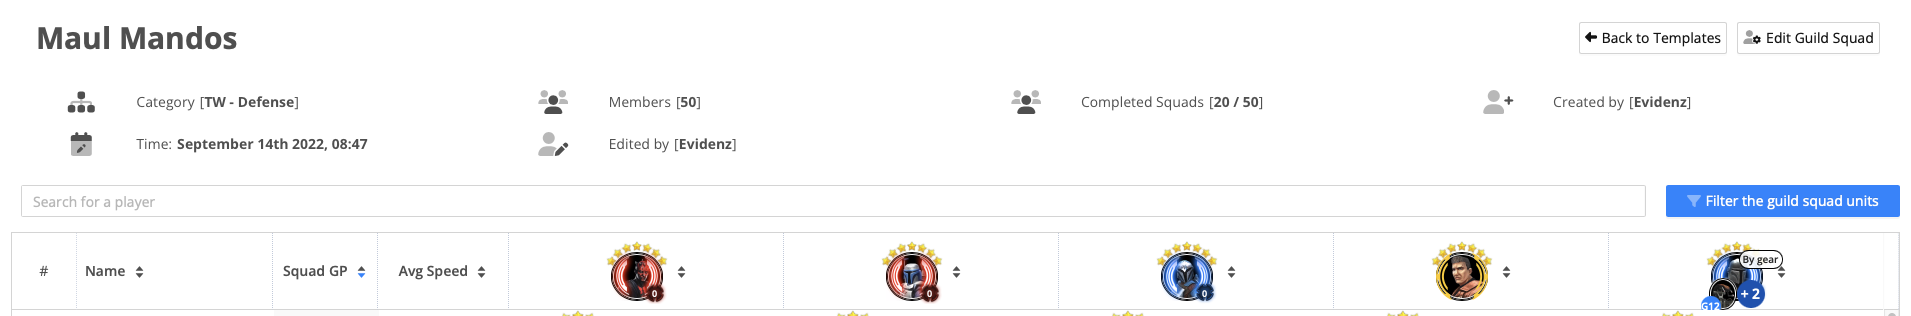 Maul Mandos
Back to Templates
Edit Guild Squad
Category [TW - Defense]
Members [50]
Completed Squads [20 / 50]
Created by [Evidenz]
Time: September 14th 2022, 08:47
Edited by [Evidenz]
Search for a player
Filter the guild squad units
# Name Squad GP Avg Speed
0
0
0
By gear
+ 2
G12